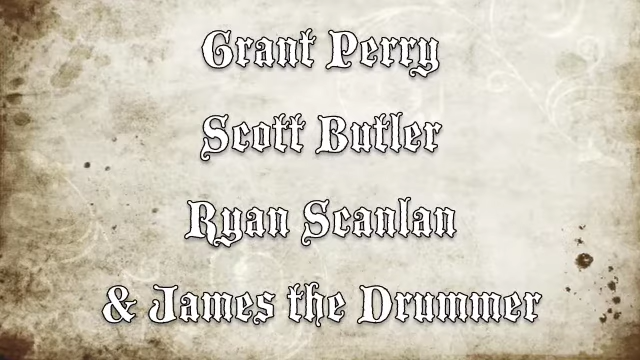 Grant Perry
Scott Butler
Ryan Scanlan
& James the Drummer